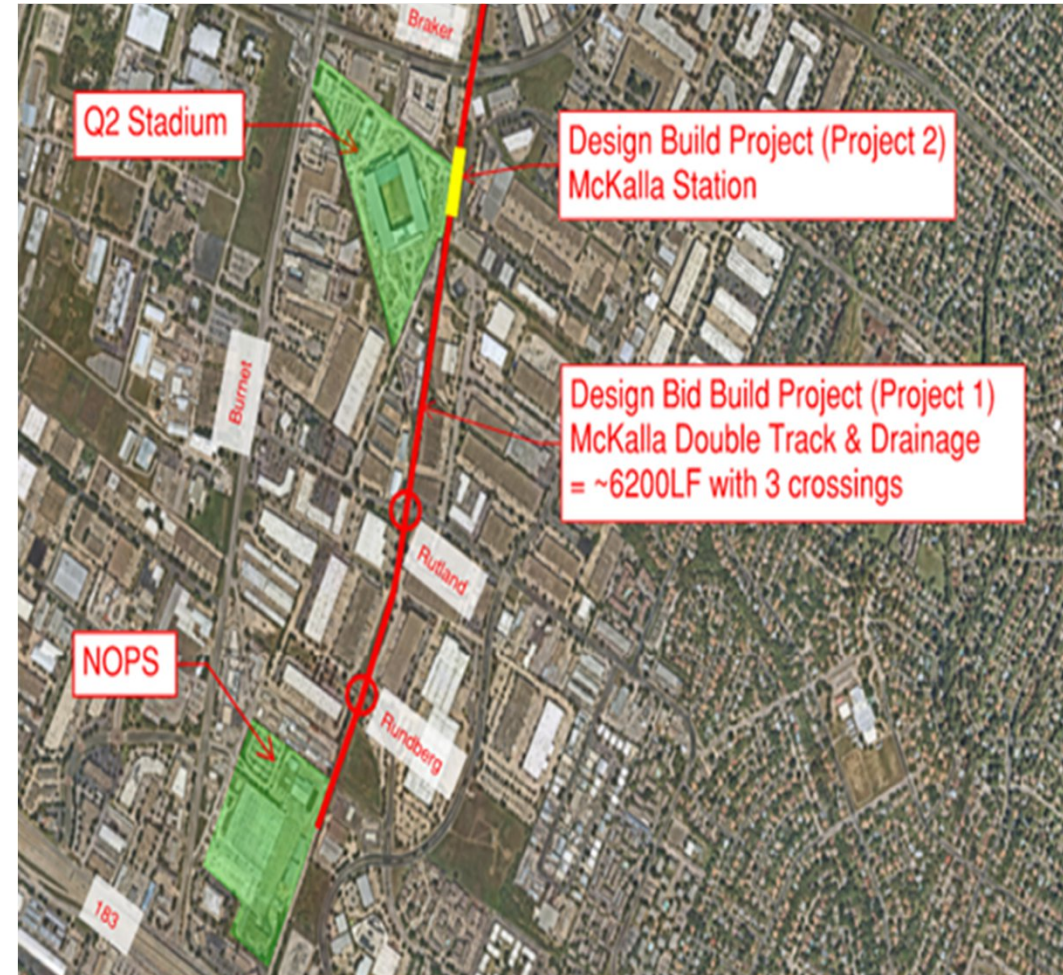 Braker
Q2 Stadium
Design Build Project (Project 2)
McKalla Station
Burnet
Design Bid Build Project (Project 1)
McKalla Double Track & Drainage
= ~6200LF with 3 crossings
Rutland
NOPS
Rundberg
183